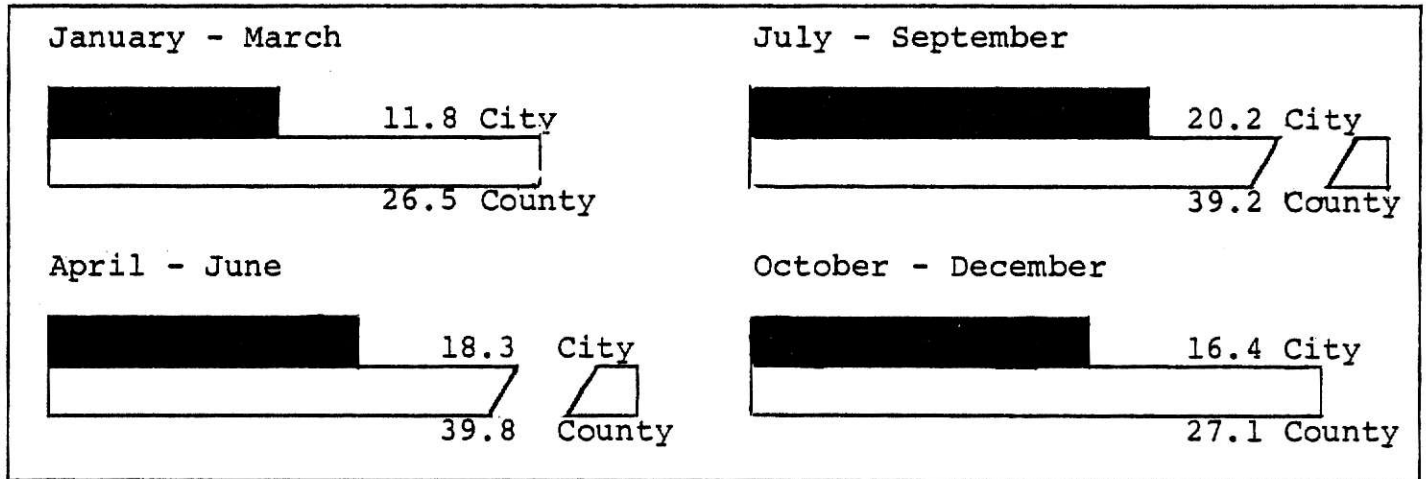 January - March
11.8 City
26.5 County
April - June
18.3 City
39.8 County
July - September
20.2 City
39.2 County
October - December
16.4 City
27.1 County